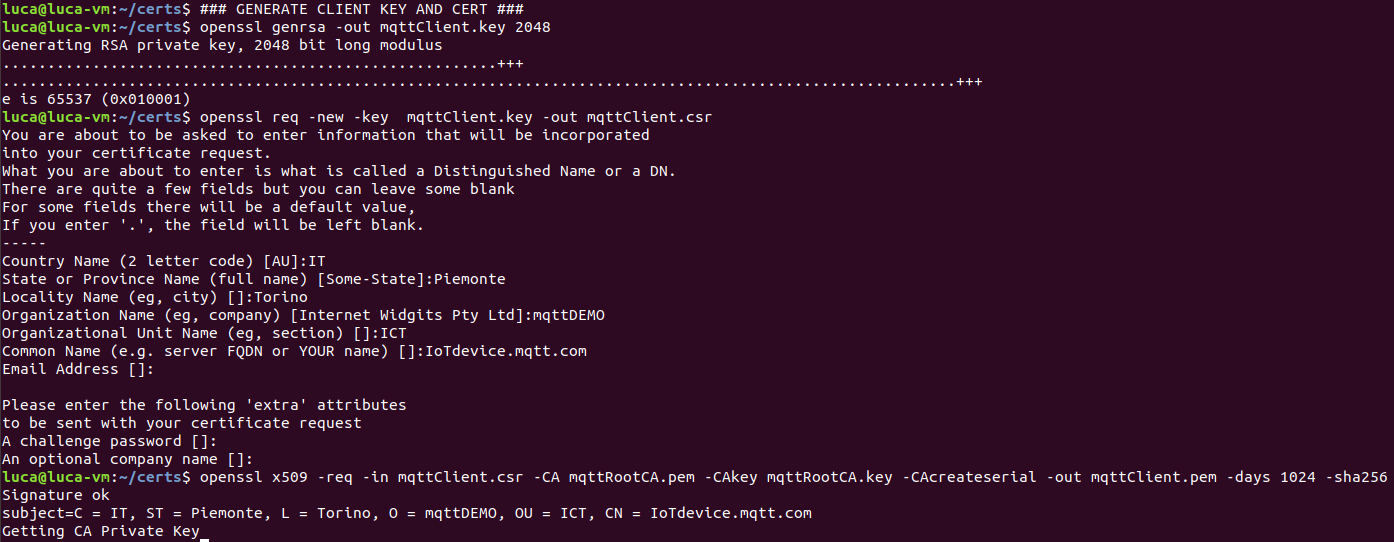 luca@luca-vm:~/certs$ ### GENERATE CLIENT KEY AND CERT ###
luca@luca-vm:~/certs$ openssl genrsa -out mqttClient.key 2048
Generating RSA private key, 2048 bit long modulus
.......................................................+++
..........................................................................................................+++
e is 65537 (0x010001)
luca@luca-vm:~/certs$ openssl req -new -key  mqttClient.key -out mqttClient.csr
You are about to be asked to enter information that will be incorporated
into your certificate request.
What you are about to enter is what is called a Distinguished Name or a DN.
There are quite a few fields but you can leave some blank
For some fields there will be a default value,
If you enter '.', the field will be left blank.
-----
Country Name (2 letter code) [AU]:IT
State or Province Name (full name) [Some-State]:Piemonte
Locality Name (eg, city) []:Torino
Organization Name (eg, company) [Internet Widgits Pty Ltd]:mqttDEMO
Organizational Unit Name (eg, section) []:ICT
Common Name (e.g. server FQDN or YOUR name) []:IoTdevice.mqtt.com
Email Address []:

Please enter the following 'extra' attributes
to be sent with your certificate request
A challenge password []:
An optional company name []:
luca@luca-vm:~/certs$ openssl x509 -req -in mqttClient.csr -CA mqttRootCA.pem -CAkey mqttRootCA.key -CAcreateserial -out mqttClient.pem -days 1024 -sha256
Signature ok
subject=C = IT, ST = Piemonte, L = Torino, O = mqttDEMO, OU = ICT, CN = IoTdevice.mqtt.com
Getting CA Private Key